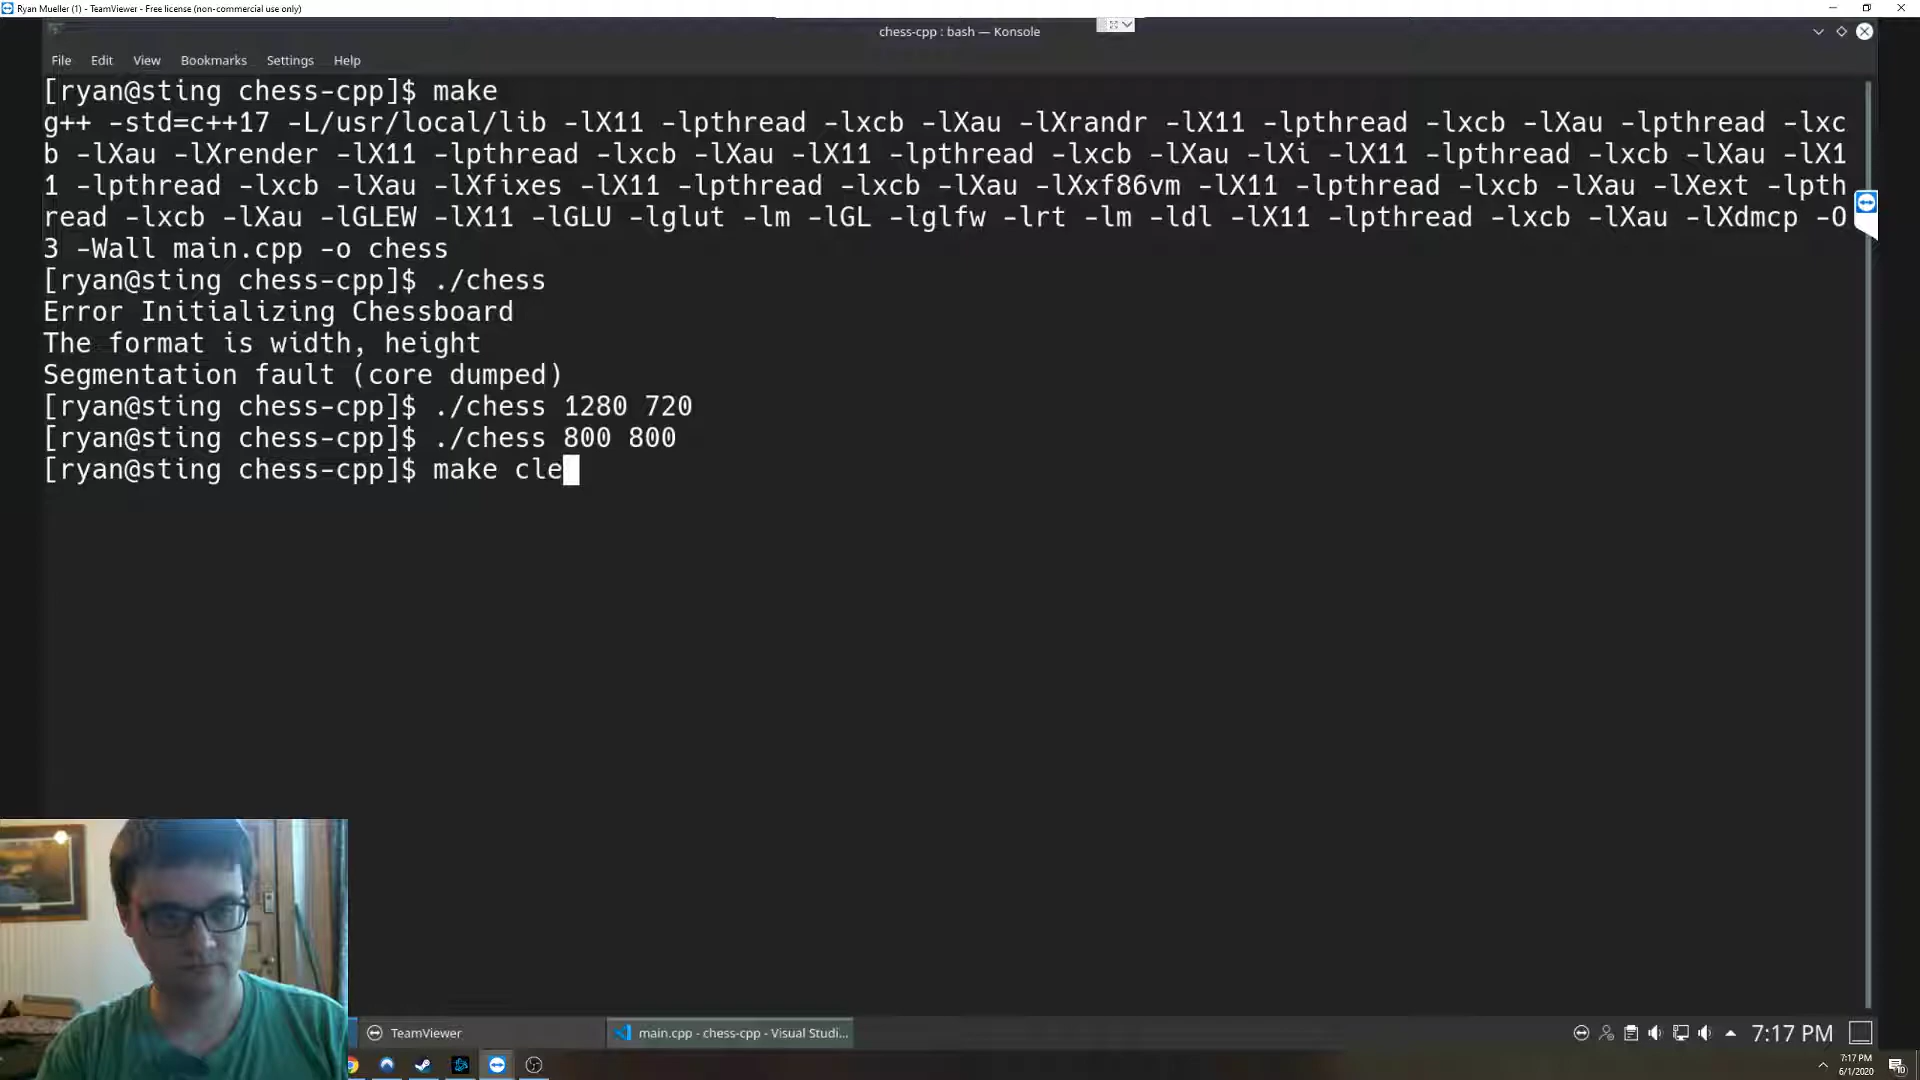 Ryan Mueller (1) - TeamViewer - Free license (non-commercial use only)
chess-cpp : bash — Konsole
File Edit View Bookmarks Settings Help
[ryan@sting chess-cpp]$ make
g++ -std=c++17 -L/usr/local/lib -lX11 -lpthread -lxcb -lXau -lXrandr -lX11 -lpthread -lxcb -lXau -lpthread -lxc
b -lXau -lXrender -lX11 -lpthread -lxcb -lXau -lX11 -lpthread -lxcb -lXau -lXi -lX11 -lpthread -lxcb -lXau -lX1
1 -lpthread -lxcb -lXau -lXfixes -lX11 -lpthread -lxcb -lXau -lXxf86vm -lX11 -lpthread -lxcb -lXau -lXext -lpth
read -lxcb -lXau -lGLEW -lX11 -lGLU -lglut -lm -lGL -lglfw -lrt -lm -ldl -lX11 -lpthread -lxcb -lXau -lXdmcp -O
3 -Wall main.cpp -o chess
[ryan@sting chess-cpp]$ ./chess
Error Initializing Chessboard
The format is width, height
Segmentation fault (core dumped)
[ryan@sting chess-cpp]$ ./chess 1280 720
[ryan@sting chess-cpp]$ ./chess 800 800
[ryan@sting chess-cpp]$ make cle
TeamViewer
main.cpp - chess-cpp - Visual Studi...
7:17 PM
7:17 PM
6/1/2020